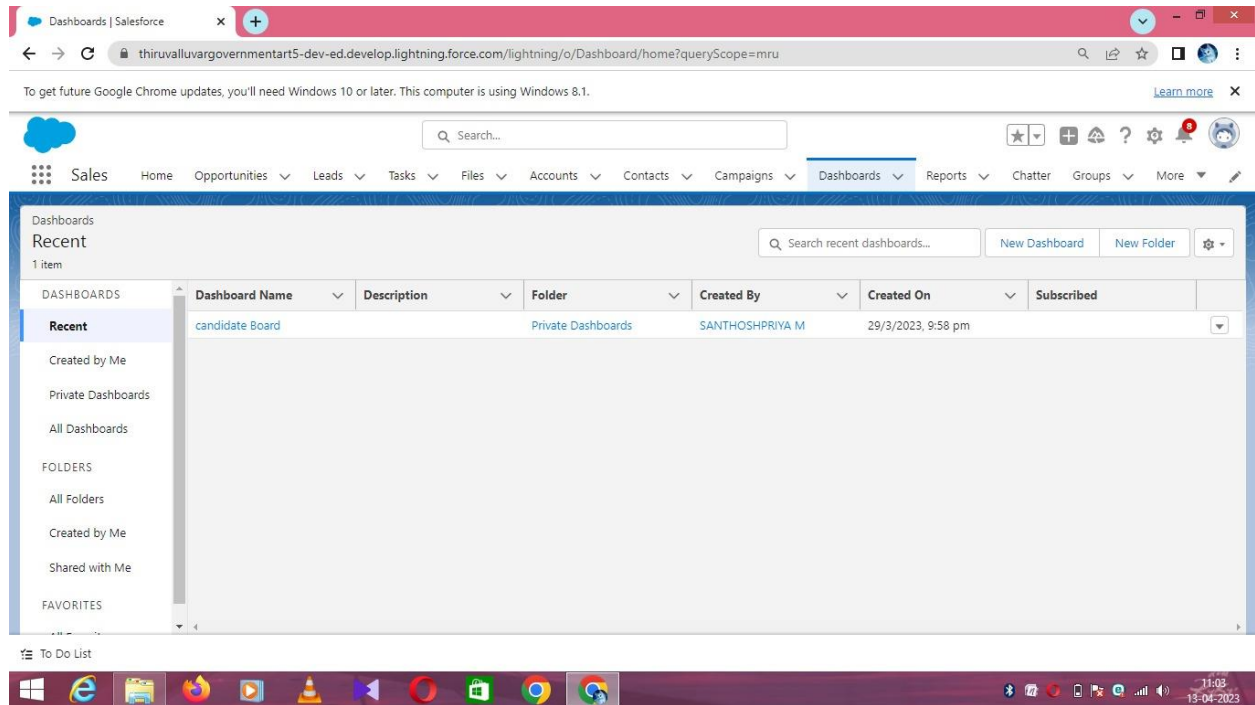 Dashboards | Salesforce
thiruvalluvargovernmentart5-dev-ed.develop.lightning.force.com/lightning/o/Dashboard/home?queryScope=mru
To get future Google Chrome updates, you'll need Windows 10 or later. This computer is using Windows 8.1. Learn more
Search... 8
Sales Home Opportunities Leads Tasks Files Accounts Contacts Campaigns Dashboards Reports Chatter Groups More
Dashboards
Recent
1 item
Search recent dashboards... New Dashboard New Folder
DASHBOARDS Dashboard Name Description Folder Created By Created On Subscribed
Recent candidate Board Private Dashboards SANTHOSHPRIYA M 29/3/2023, 9:58 pm
Created by Me
Private Dashboards
All Dashboards
FOLDERS
All Folders
Created by Me
Shared with Me
FAVORITES
To Do List
11:03
13-04-2023